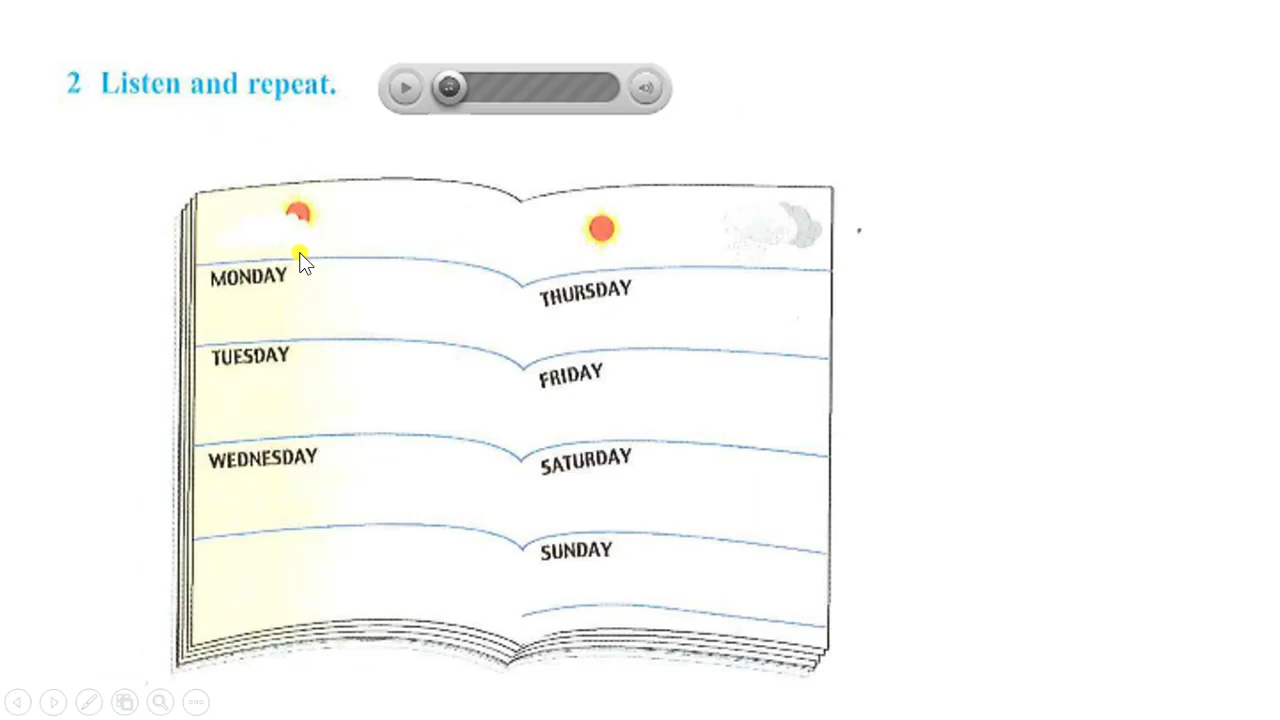 2 Listen and repeat.
MONDAY
TUESDAY
WEDNESDAY
THURSDAY
FRIDAY
SATURDAY
SUNDAY